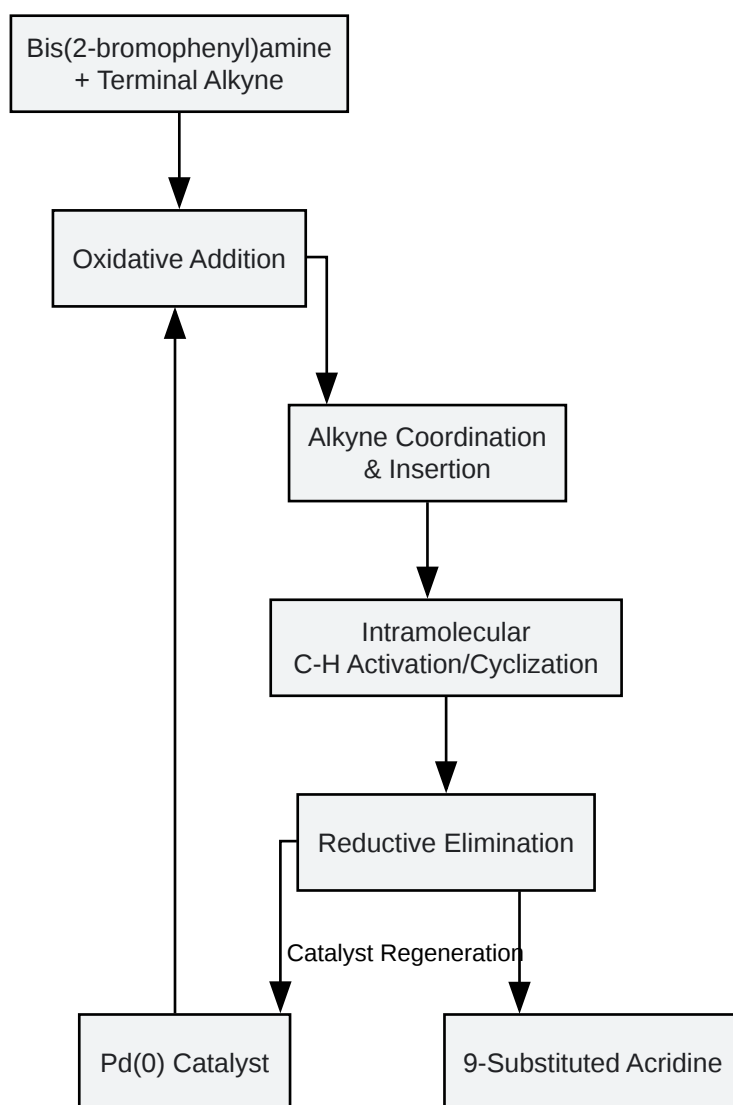 Bis(2-bromophenyl)amine
+ Terminal Alkyne
Oxidative Addition
Alkyne Coordination
& Insertion
Intramolecular
C-H Activation/Cyclization
Reductive Elimination
Catalyst Regeneration
Pd(0) Catalyst
9-Substituted Acridine